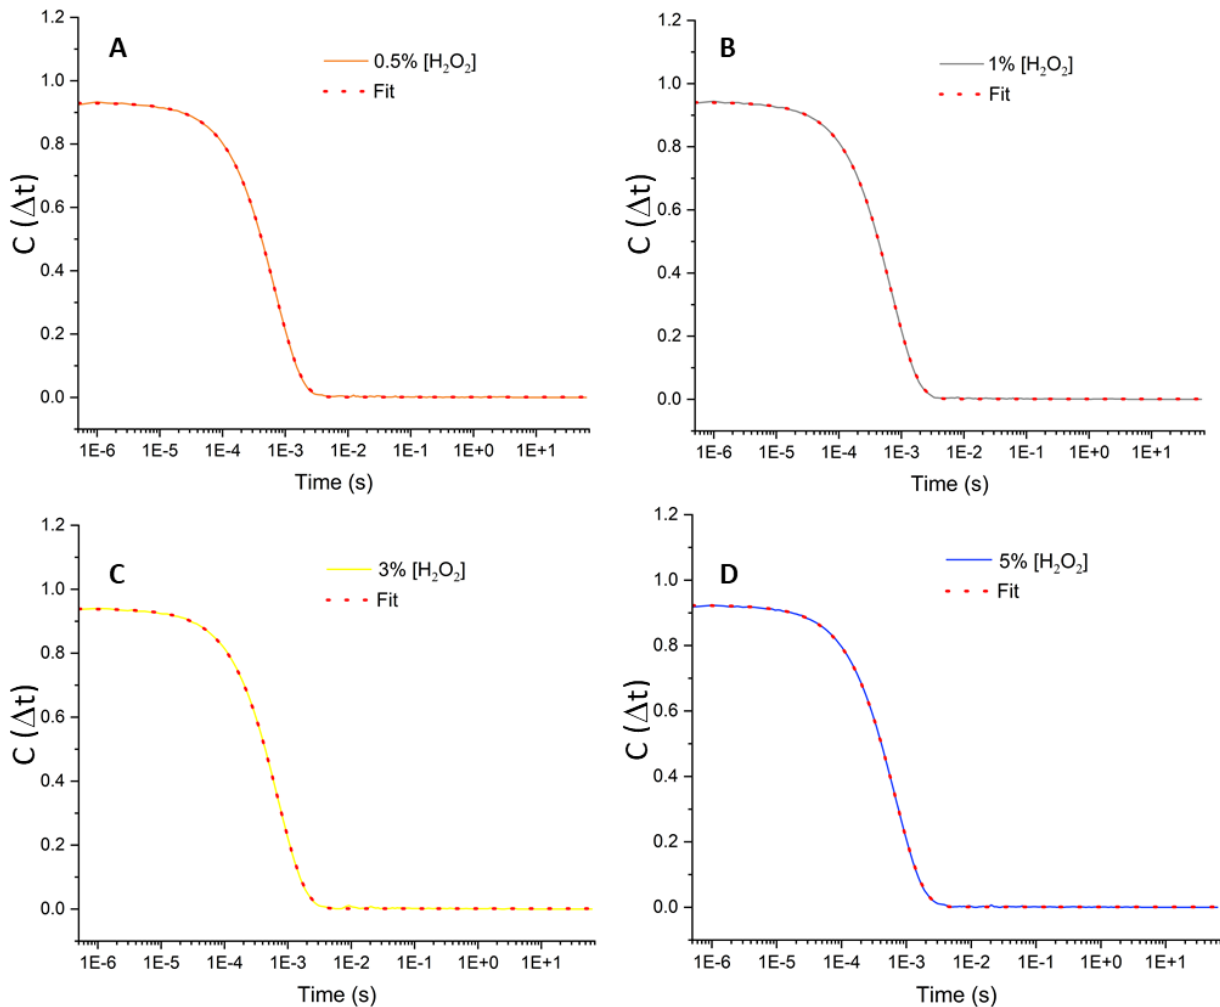 A
0.5% [H₂O₂]
Fit
C (Δt)
1.2
1.0
0.8
0.6
0.4
0.2
0.0
1E-6 1E-5 1E-4 1E-3 1E-2 1E-1 1E+0 1E+1
Time (s)
B
1% [H₂O₂]
Fit
C (Δt)
1.2
1.0
0.8
0.6
0.4
0.2
0.0
1E-6 1E-5 1E-4 1E-3 1E-2 1E-1 1E+0 1E+1
Time (s)
C
3% [H₂O₂]
Fit
C (Δt)
1.2
1.0
0.8
0.6
0.4
0.2
0.0
1E-6 1E-5 1E-4 1E-3 1E-2 1E-1 1E+0 1E+1
Time (s)
D
5% [H₂O₂]
Fit
C (Δt)
1.2
1.0
0.8
0.6
0.4
0.2
0.0
1E-6 1E-5 1E-4 1E-3 1E-2 1E-1 1E+0 1E+1
Time (s)